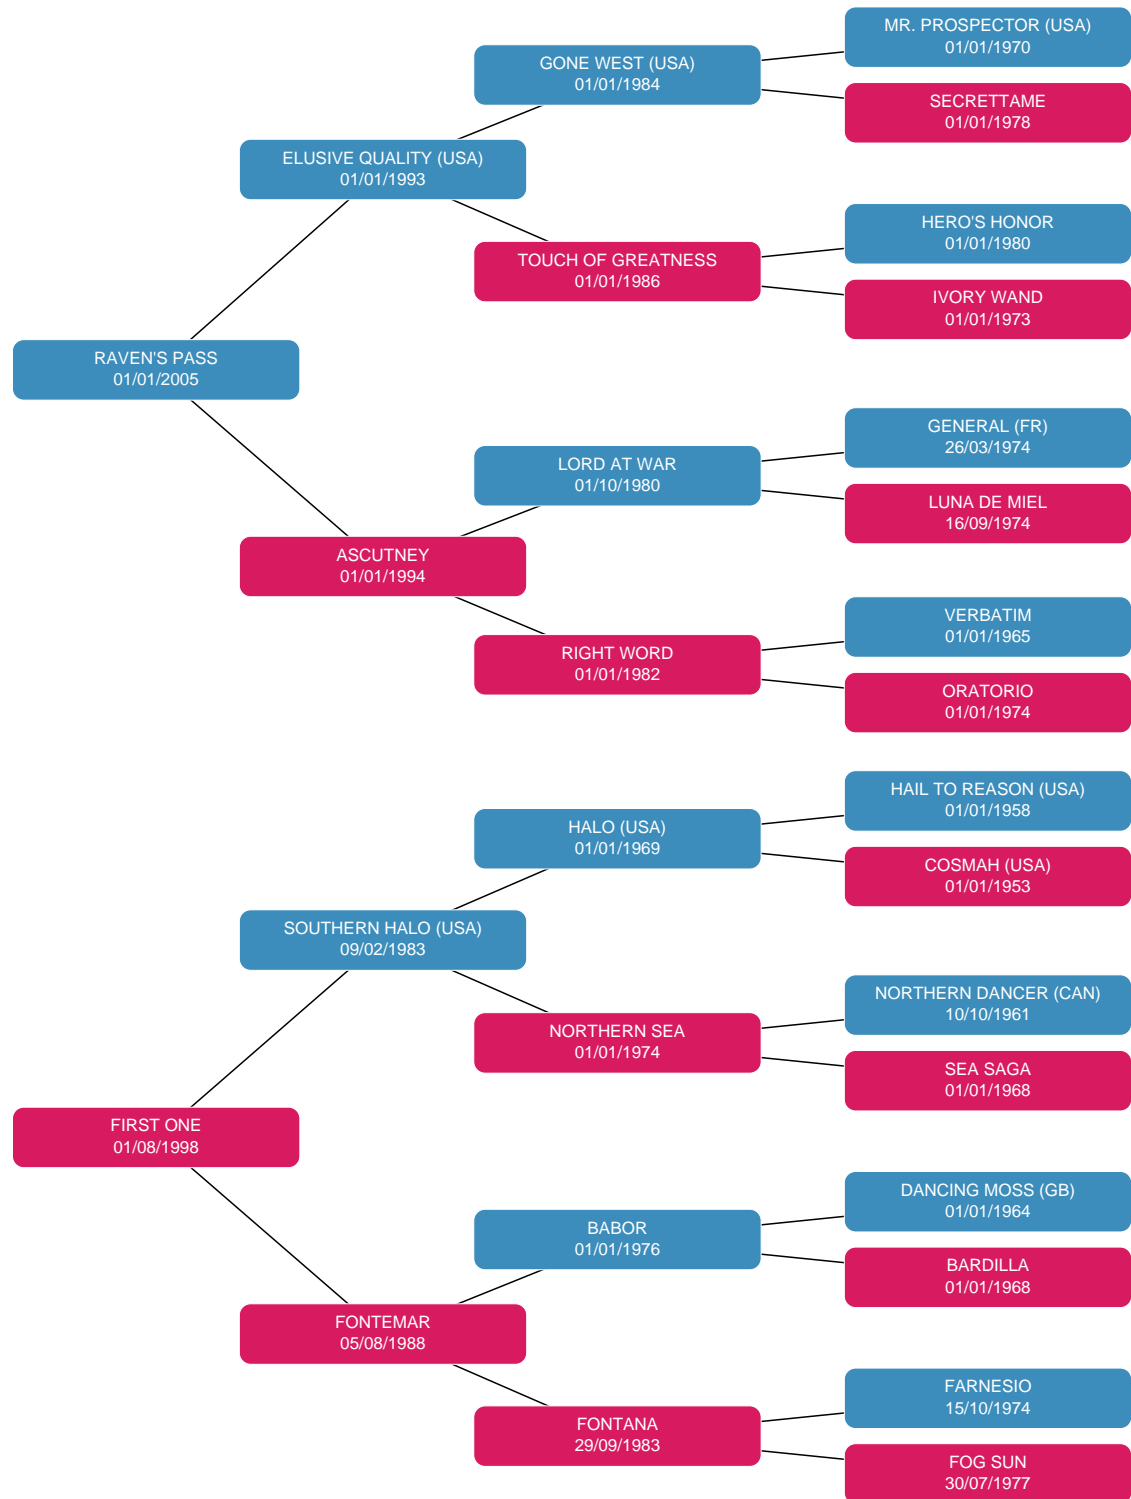 MR. PROSPECTOR (USA)
01/01/1970
GONE WEST (USA)
01/01/1984
SECRETTAME
01/01/1978
ELUSIVE QUALITY (USA)
01/01/1993
HERO'S HONOR
01/01/1980
TOUCH OF GREATNESS
01/01/1986
IVORY WAND
01/01/1973
RAVEN'S PASS
01/01/2005
GENERAL (FR)
26/03/1974
LORD AT WAR
01/10/1980
LUNA DE MIEL
16/09/1974
ASCUTNEY
01/01/1994
VERBATIM
01/01/1965
RIGHT WORD
01/01/1982
ORATORIO
01/01/1974
HAIL TO REASON (USA)
01/01/1958
HALO (USA)
01/01/1969
COSMAH (USA)
01/01/1953
SOUTHERN HALO (USA)
09/02/1983
NORTHERN DANCER (CAN)
10/10/1961
NORTHERN SEA
01/01/1974
SEA SAGA
01/01/1968
FIRST ONE
01/08/1998
DANCING MOSS (GB)
01/01/1964
BABOR
01/01/1976
BARDILLA
01/01/1968
FONTEMAR
05/08/1988
FARNESIO
15/10/1974
FONTANA
29/09/1983
FOG SUN
30/07/1977